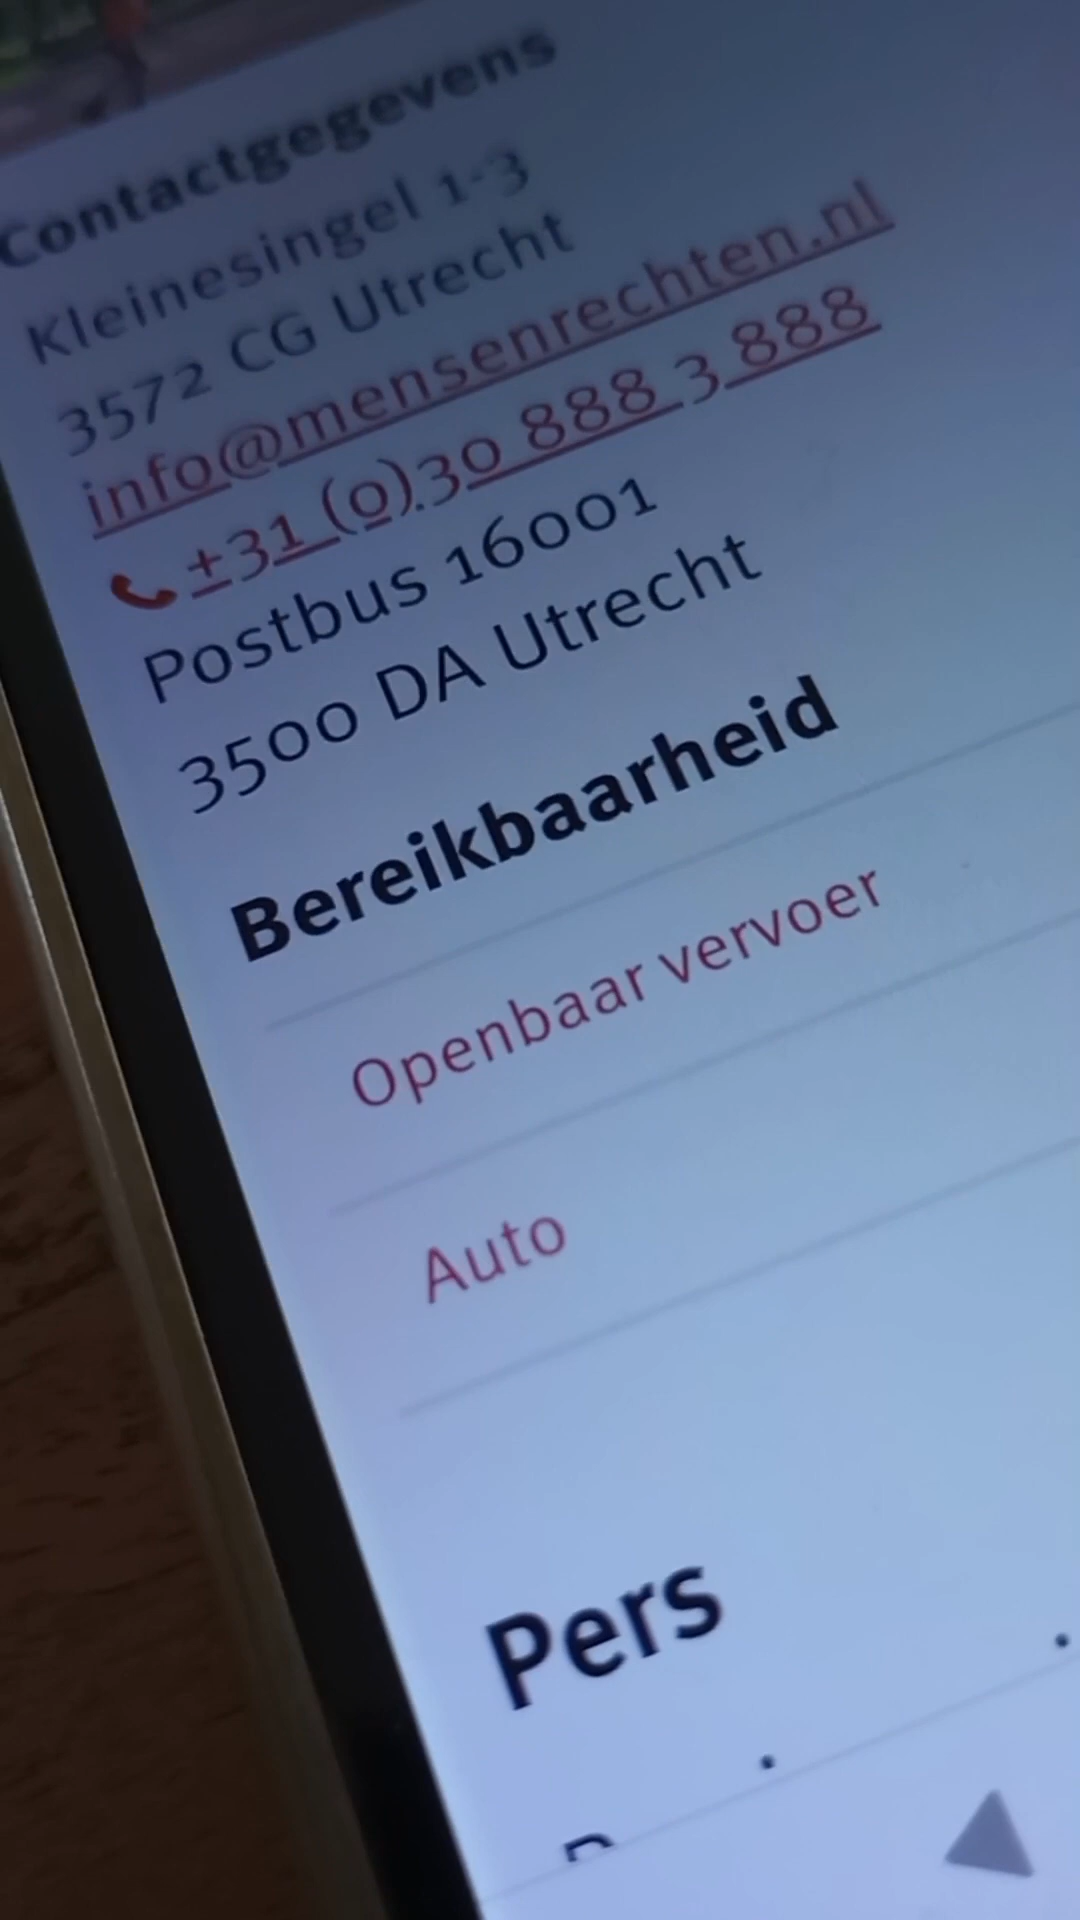 Contactgegevens
Kleinesingel 1-3
3572 CG Utrecht
info@mensenrechten.nl
+31 (0)30 888 3 888
Postbus 16001
3500 DA Utrecht
Bereikbaarheid
Openbaar vervoer
Auto
Pers